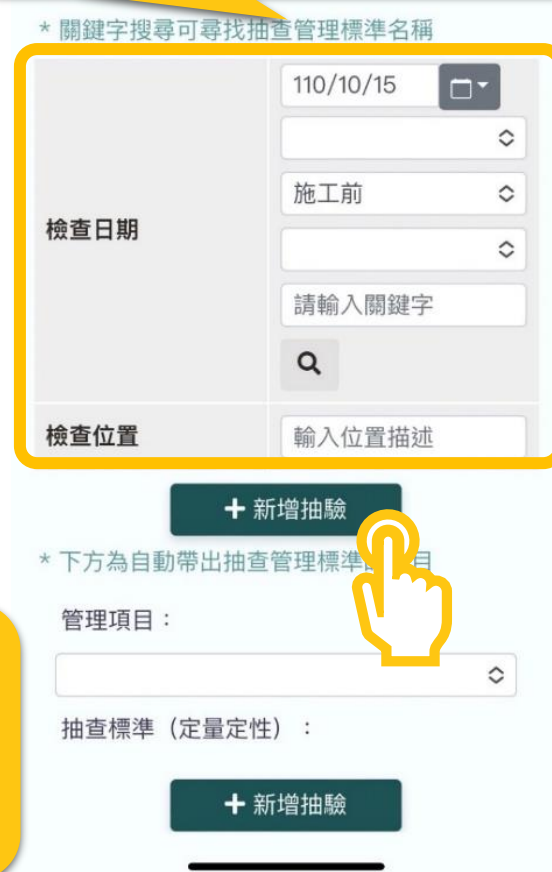 * 關鍵字搜尋可尋找抽查管理標準名稱
110/10/15
施工前
檢查日期
請輸入關鍵字
檢查位置
輸入位置描述
+ 新增抽驗
* 下方為自動帶出抽查管理標準 目
管理項目：
抽查標準（定量定性）：
+ 新增抽驗